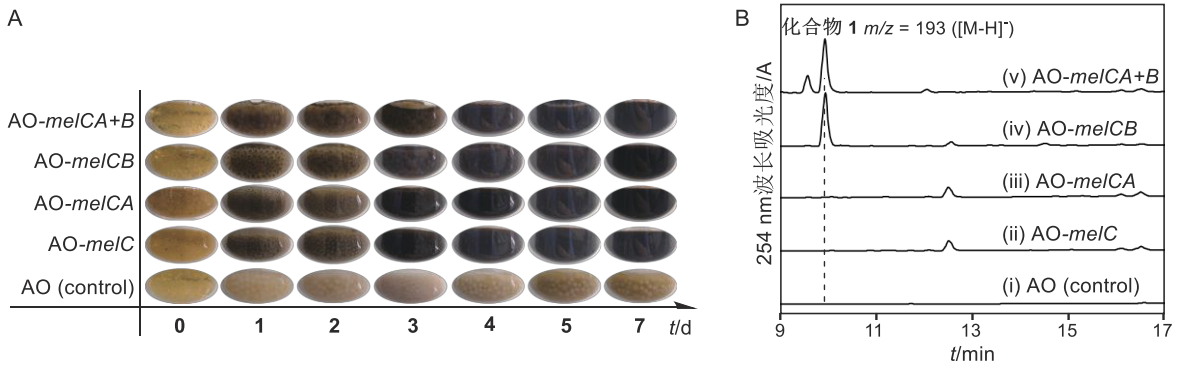 A
AO-melCA+B
AO-melCB
AO-melCA
AO-melC
AO (control)
0 1 2 3 4 5 7 t/d
B
化合物 1 m/z = 193 ([M-H]⁻)
254 nm波长吸光度/A
(v) AO-melCA+B
(iv) AO-melCB
(iii) AO-melCA
(ii) AO-melC
(i) AO (control)
9 11 13 15 17
t/min